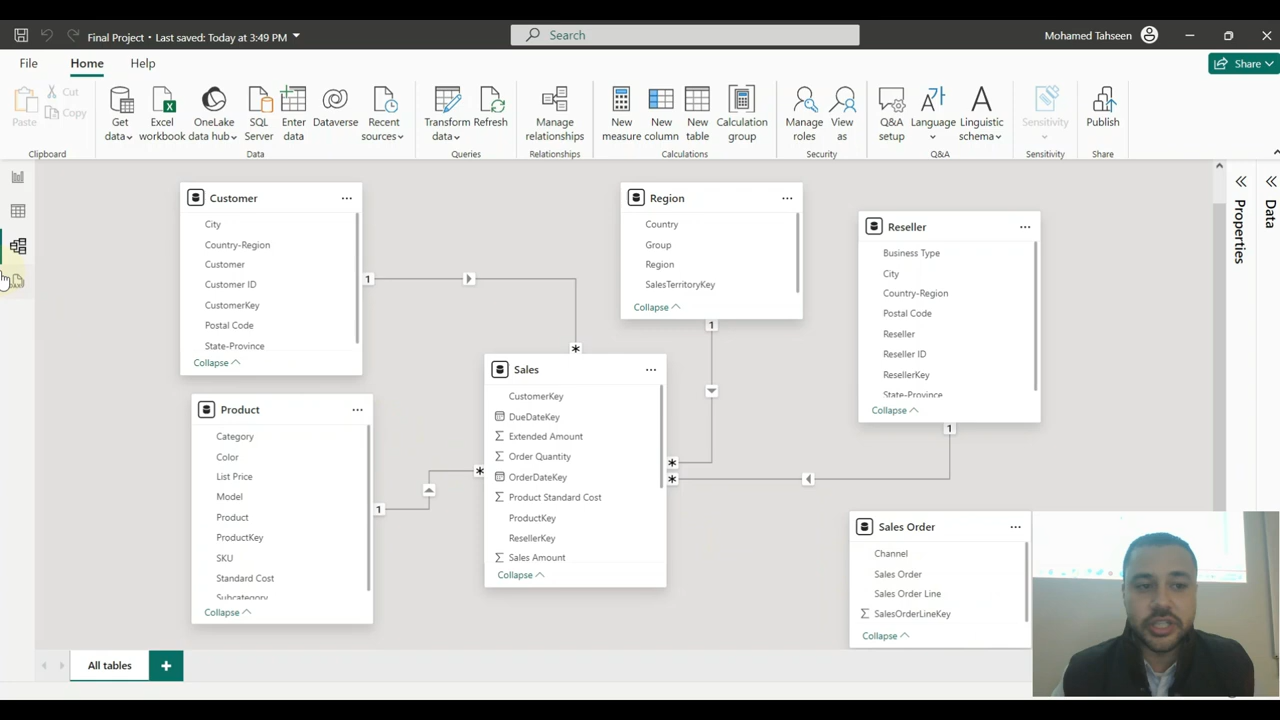 Final Project • Last saved: Today at 3:49 PM
Search
Mohamed Tahseen
File
Home
Help
Share
Paste
Cut
Copy
Get data
Excel workbook
OneLake data hub
SQL Server
Enter data
Dataverse
Recent sources
Transform data
Refresh
Manage relationships
New measure
New column
New table
Calculation group
Manage roles
View as
Q&A setup
Language
Linguistic schema
Sensitivity
Publish
Clipboard
Data
Queries
Relationships
Calculations
Security
Q&A
Sensitivity
Share
Customer
City
Country-Region
Customer
Customer ID
CustomerKey
Postal Code
State-Province
Collapse
1
*
Region
Country
Group
Region
SalesTerritoryKey
Collapse
1
*
Reseller
Business Type
City
Country-Region
Postal Code
Reseller
Reseller ID
ResellerKey
State-Province
Collapse
1
*
Product
Category
Color
List Price
Model
Product
ProductKey
SKU
Standard Cost
Subcategory
Collapse
1
*
Sales
CustomerKey
DueDateKey
Extended Amount
Order Quantity
OrderDateKey
Product Standard Cost
ProductKey
ResellerKey
Sales Amount
Collapse
Sales Order
Channel
Sales Order
Sales Order Line
SalesOrderLineKey
Collapse
Properties
Data
All tables